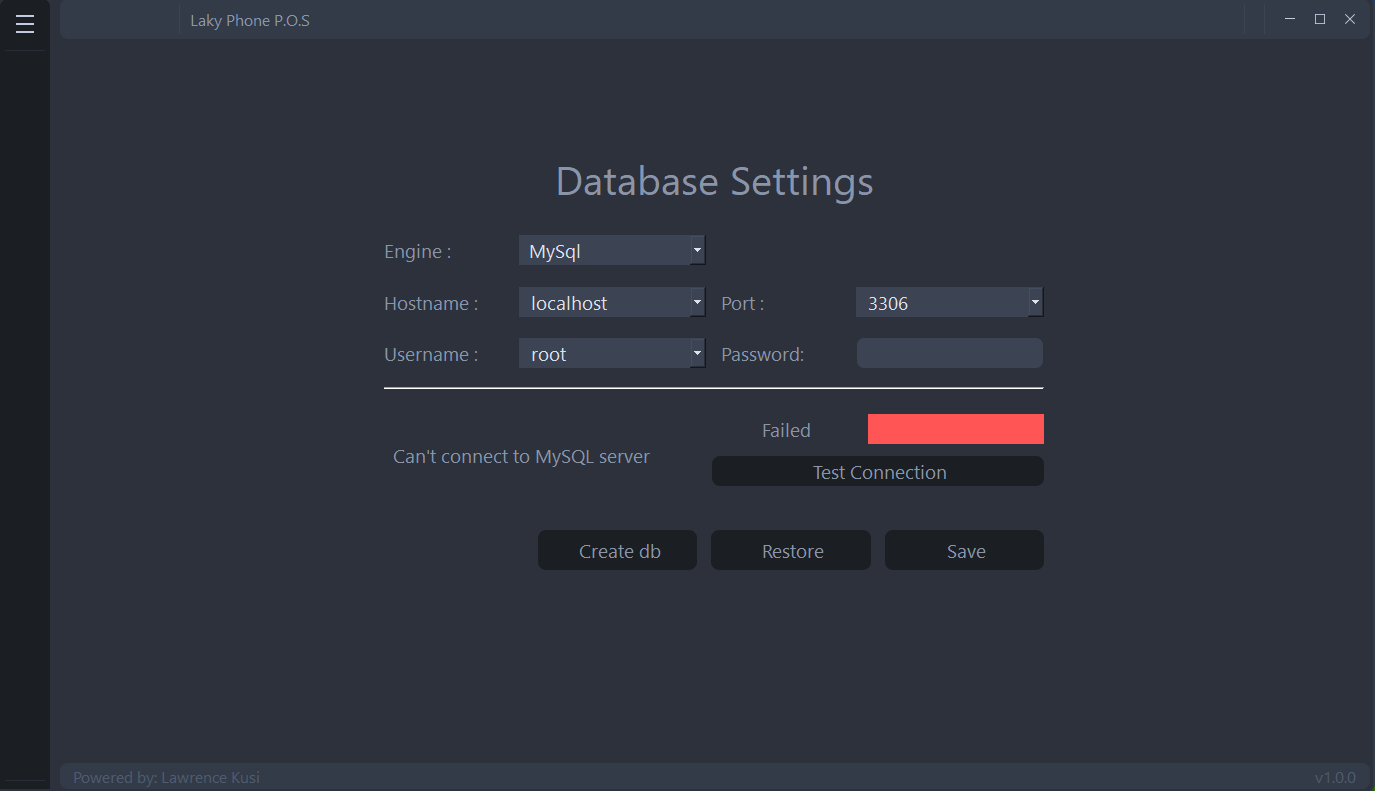 Laky Phone P.O.S
Database Settings
Engine : MySql
Hostname : localhost Port : 3306
Username : root Password:
Failed
Can't connect to MySQL server
Test Connection
Create db Restore Save
Powered by: Lawrence Kusi v1.0.0